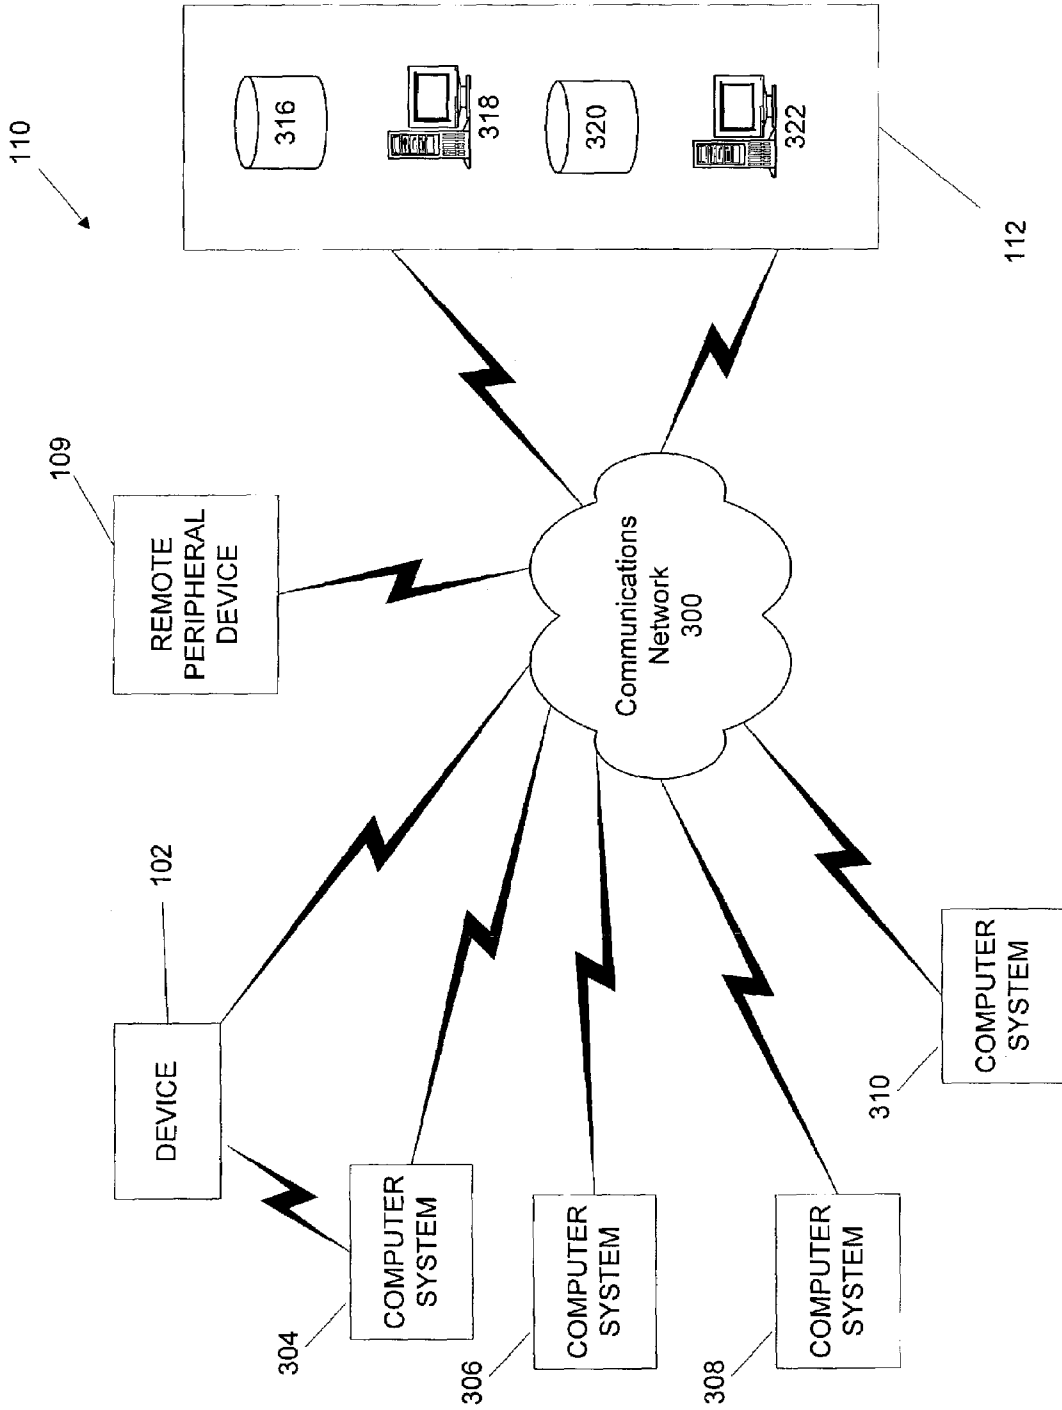 110
109
REMOTE
PERIPHERAL
DEVICE
102
DEVICE
304
COMPUTER
SYSTEM
306
COMPUTER
SYSTEM
308
COMPUTER
SYSTEM
310
COMPUTER
SYSTEM
Communications
Network
300
316
318
320
322
112